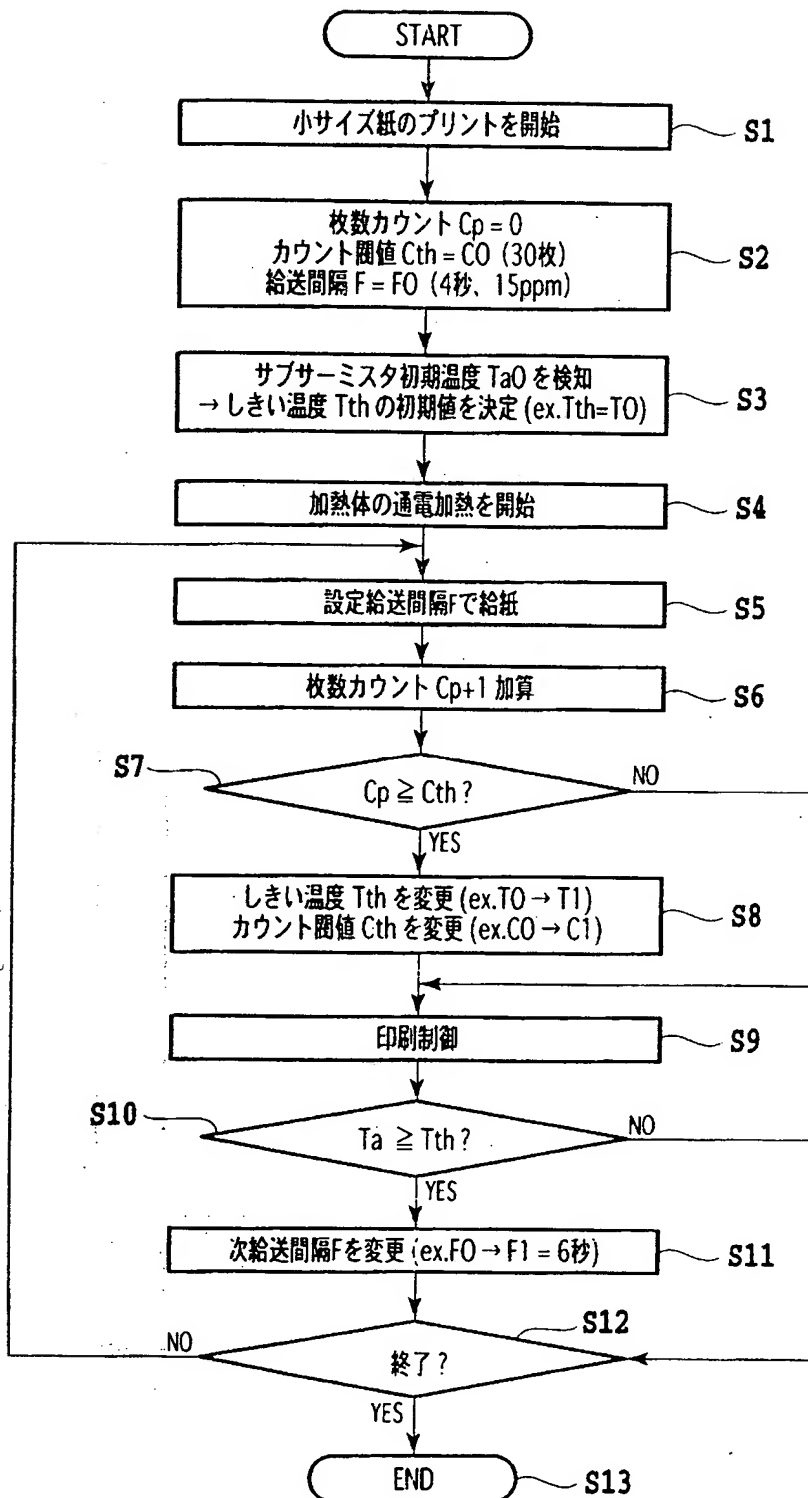 START
小サイズ紙のプリントを開始
S1
枚数カウント Cp = 0
カウント閾値 Cth = C0 (30枚)
給送間隔 F = F0 (4秒、15ppm)
S2
サブサーミスタ初期温度 Ta0 を検知
→ しきい温度 Tth の初期値を決定 (ex.Tth=T0)
S3
加熱体の通電加熱を開始
S4
設定給送間隔Fで給紙
S5
枚数カウント Cp+1 加算
S6
S7
Cp ≧ Cth ?
NO
YES
しきい温度 Tth を変更 (ex.T0 → T1)
カウント閾値 Cth を変更 (ex.C0 → C1)
S8
印刷制御
S9
S10
Ta ≧ Tth ?
NO
YES
次給送間隔Fを変更 (ex.F0 → F1 = 6秒)
S11
S12
NO
終了 ?
YES
END
S13